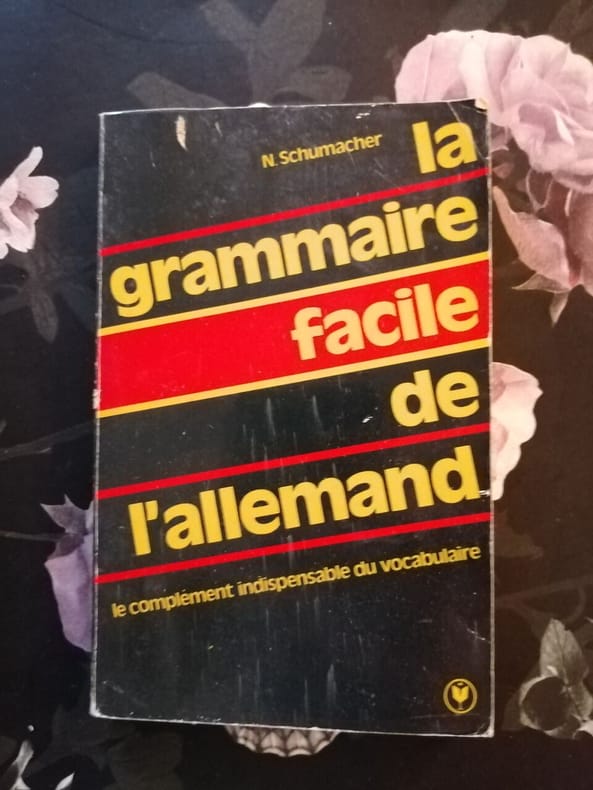 N. Schumacher
la
grammaire
facile
de
l'allemand
le complément indispensable du vocabulaire